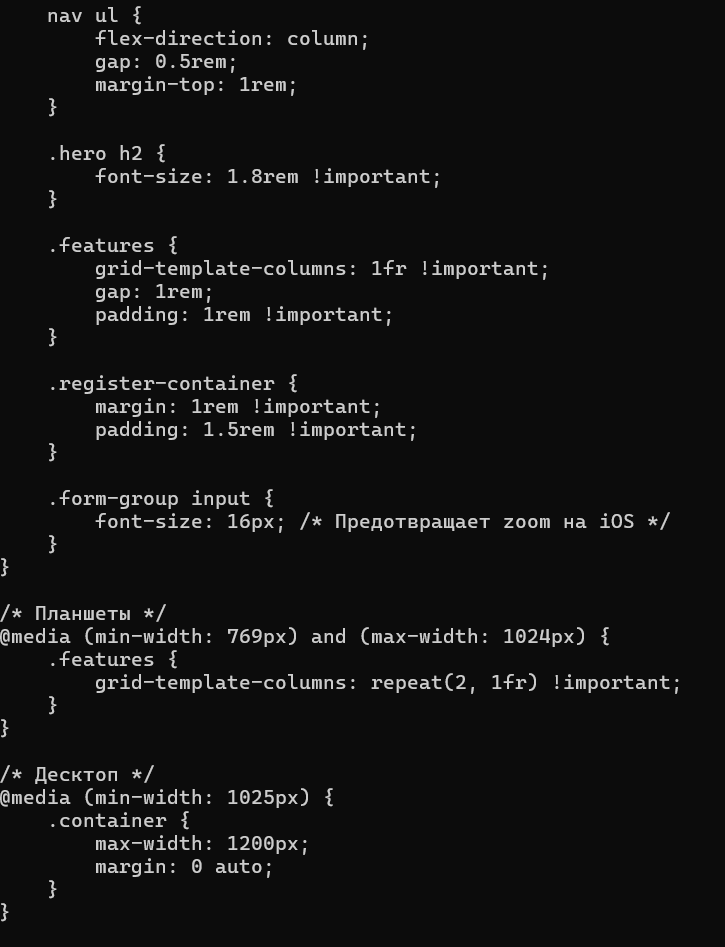 nav ul {
flex-direction: column;
gap: 0.5rem;
margin-top: 1rem;
}
.hero h2 {
font-size: 1.8rem !important;
}
.features {
grid-template-columns: 1fr !important;
gap: 1rem;
padding: 1rem !important;
}
.register-container {
margin: 1rem !important;
padding: 1.5rem !important;
}
.form-group input {
font-size: 16px; /* Предотвращает zoom на iOS */
}
}
/* Планшеты */
@media (min-width: 769px) and (max-width: 1024px) {
.features {
grid-template-columns: repeat(2, 1fr) !important;
}
}
/* Десктоп */
@media (min-width: 1025px) {
.container {
max-width: 1200px;
margin: 0 auto;
}
}